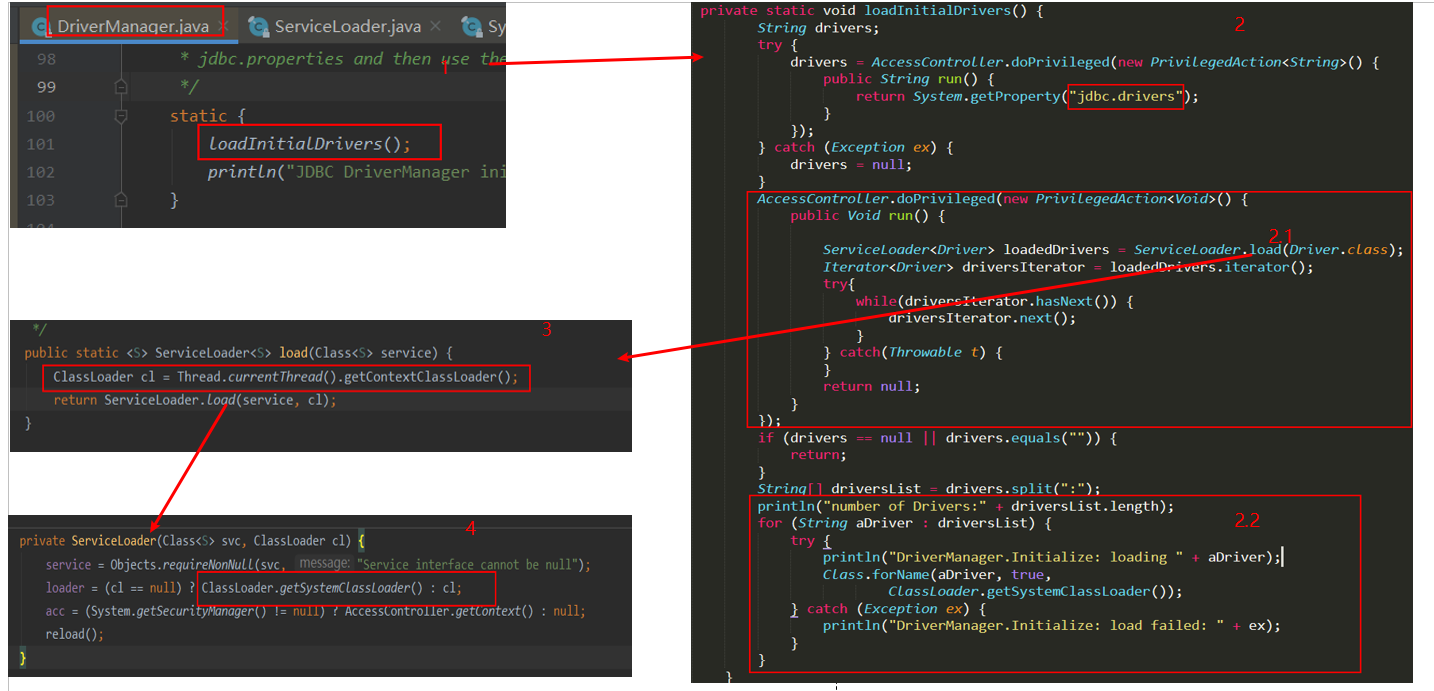 DriverManager.java × ServiceLoader.java × Sy
98 * jdbc.properties and then use the
1
99 */
100 static {
101 loadInitialDrivers();
102 println("JDBC DriverManager ini
103 }
private static void loadInitialDrivers() {
2
String drivers;
try {
drivers = AccessController.doPrivileged(new PrivilegedAction<String>() {
public String run() {
return System.getProperty("jdbc.drivers");
}
});
} catch (Exception ex) {
drivers = null;
}
AccessController.doPrivileged(new PrivilegedAction<Void>() {
public Void run() {
2.1
ServiceLoader<Driver> loadedDrivers = ServiceLoader.load(Driver.class);
Iterator<Driver> driversIterator = loadedDrivers.iterator();
try{
while(driversIterator.hasNext()) {
driversIterator.next();
}
} catch(Throwable t) {
}
return null;
}
});
if (drivers == null || drivers.equals("")) {
return;
}
String[] driversList = drivers.split(":");
println("number of Drivers:" + driversList.length);
2.2
for (String aDriver : driversList) {
try {
println("DriverManager.Initialize: loading " + aDriver);
Class.forName(aDriver, true,
ClassLoader.getSystemClassLoader());
} catch (Exception ex) {
println("DriverManager.Initialize: load failed: " + ex);
}
}
}
*/
3
public static <S> ServiceLoader<S> load(Class<S> service) {
ClassLoader cl = Thread.currentThread().getContextClassLoader();
return ServiceLoader.load(service, cl);
}
4
private ServiceLoader(Class<S> svc, ClassLoader cl) {
service = Objects.requireNonNull(svc, message: "Service interface cannot be null");
loader = (cl == null) ? ClassLoader.getSystemClassLoader() : cl;
acc = (System.getSecurityManager() != null) ? AccessController.getContext() : null;
reload();
}